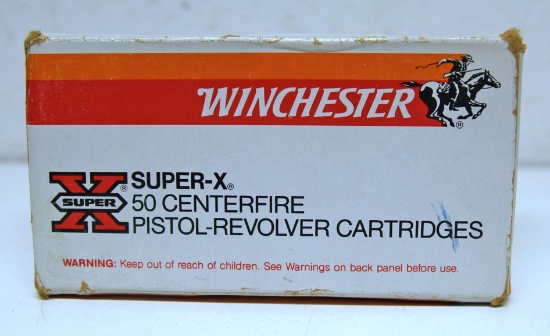 WINCHESTER®
X® SUPER
SUPER-X®
50 CENTERFIRE
PISTOL-REVOLVER CARTRIDGES
WARNING: Keep out of reach of children. See Warnings on back panel before use.